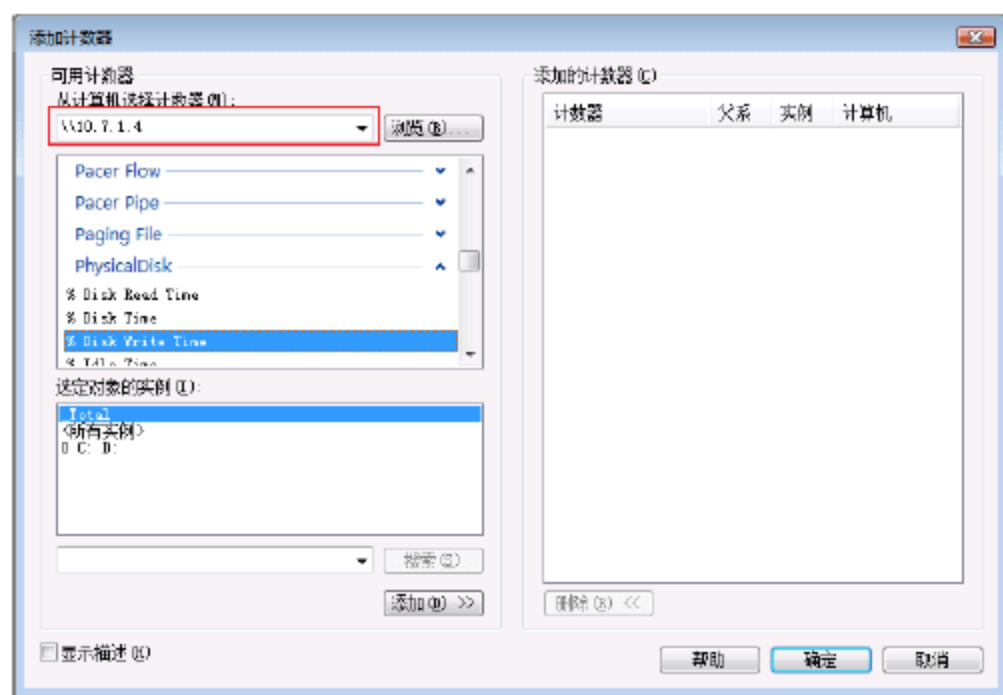 添加计数器
可用计数器
从计算机选择计数器(N):
\\10.7.1.4
浏览(B)...
Pacer Flow
Pacer Pipe
Paging File
PhysicalDisk
% Disk Read Time
% Disk Time
% Disk Write Time
% Idle Time
选定对象的实例(I):
_Total
<所有实例>
0 C: D:
搜索(S)
添加(D) >>
显示描述(K)
添加的计数器(C)
计数器 父系 实例 计算机
删除(R) <<
帮助
确定
取消